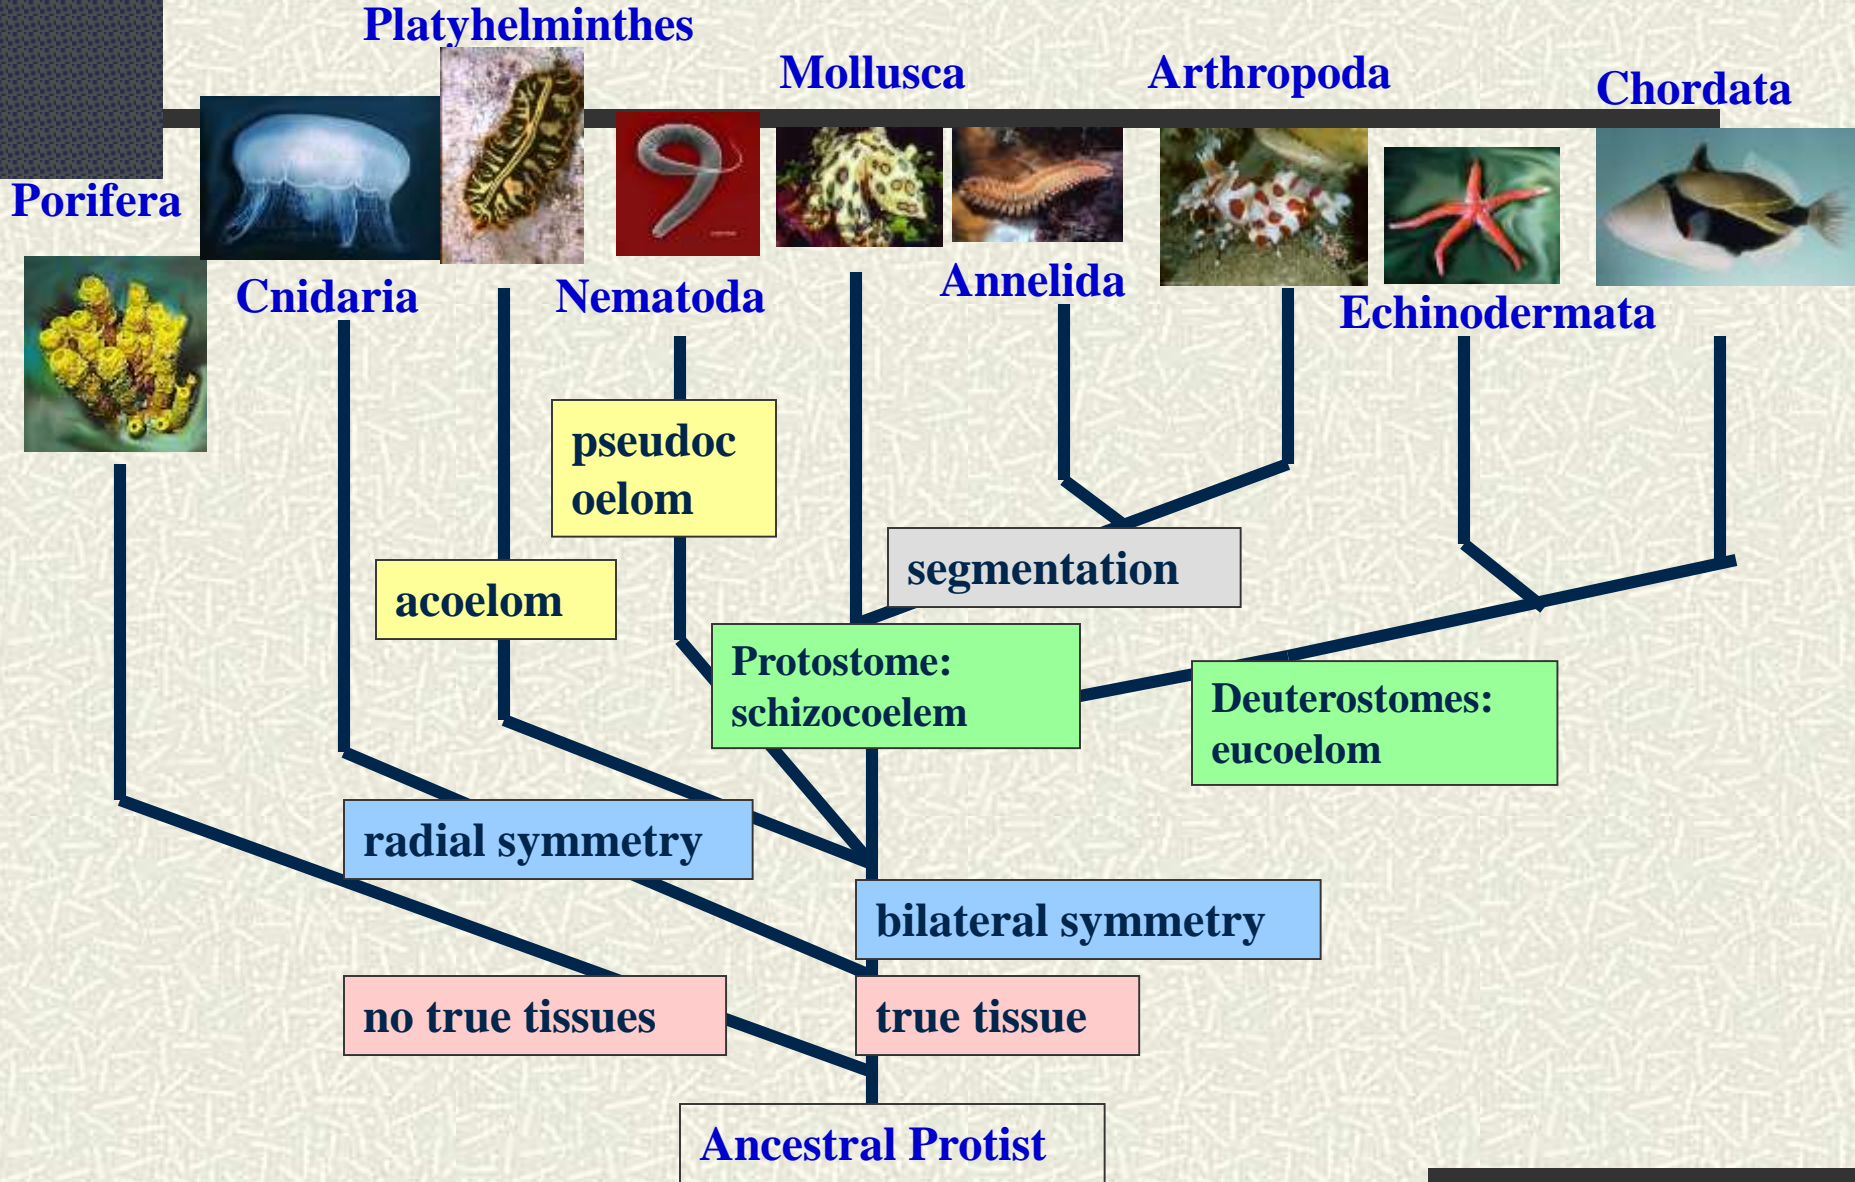 Platyhelminthes
Mollusca
Arthropoda
Chordata
Porifera
Cnidaria
Nematoda
Annelida
Echinodermata
pseudoc
oelom
acoelom
segmentation
Protostome:
schizocoelem
Deuterostomes:
eucoelom
radial symmetry
bilateral symmetry
no true tissues
true tissue
Ancestral Protist